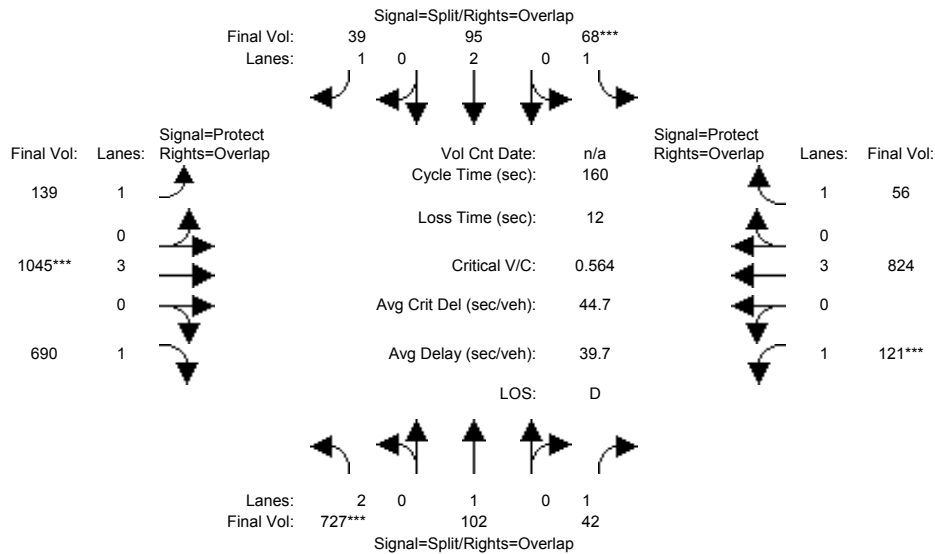 Signal=Split/Rights=Overlap
Final Vol: 39 95 68***
Lanes: 1 0 2 0 1
Signal=Protect Signal=Protect
Final Vol: Lanes: Rights=Overlap Vol Cnt Date: n/a Rights=Overlap Lanes: Final Vol:
Cycle Time (sec): 160
139 1 1 56
Loss Time (sec): 12
0 0
1045*** 3 Critical V/C: 0.564 3 824
0 Avg Crit Del (sec/veh): 44.7 0
690 1 Avg Delay (sec/veh): 39.7 1 121***
LOS: D
Lanes: 2 0 1 0 1
Final Vol: 727*** 102 42
Signal=Split/Rights=Overlap